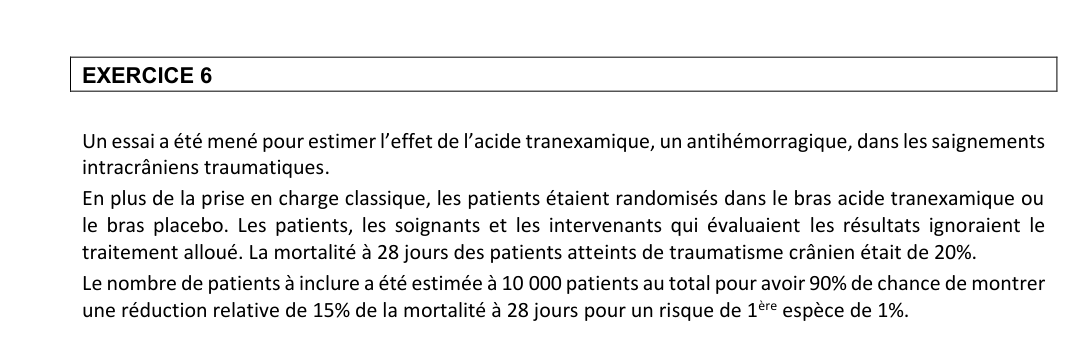 EXERCICE 6
Un essai a été mené pour estimer l’effet de l’acide tranexamique, un antihémorragique, dans les saignements
intracrâniens traumatiques.
En plus de la prise en charge classique, les patients étaient randomisés dans le bras acide tranexamique ou
le bras placebo. Les patients, les soignants et les intervenants qui évaluaient les résultats ignoraient le
traitement alloué. La mortalité à 28 jours des patients atteints de traumatisme crânien était de 20%.
Le nombre de patients à inclure a été estimée à 10 000 patients au total pour avoir 90% de chance de montrer
une réduction relative de 15% de la mortalité à 28 jours pour un risque de 1ère espèce de 1%.